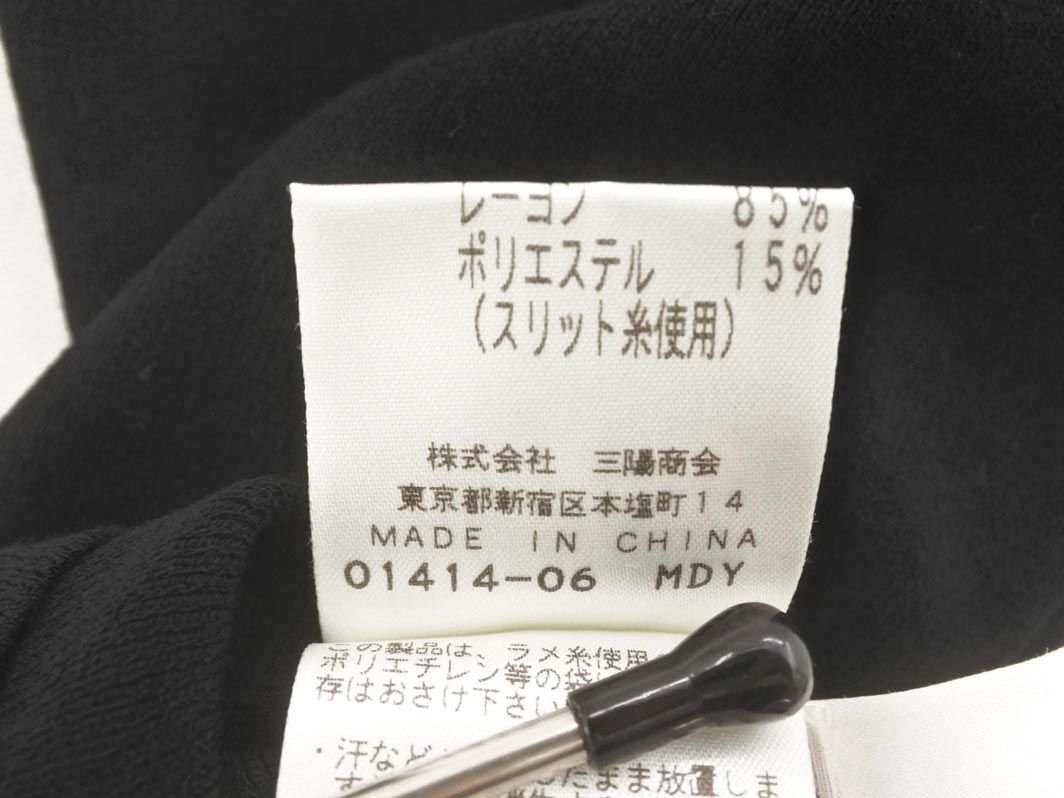 レーヨン 85%
ポリエステル 15%
(スリット糸使用)
株式会社 三陽商会
東京都新宿区本塩町14
MADE IN CHINA
01414-06 MDY
この製品は、ラメ糸使用
ポリエチレン等の袋に
存はおさけ下さい
・汗など
たまま放置しま